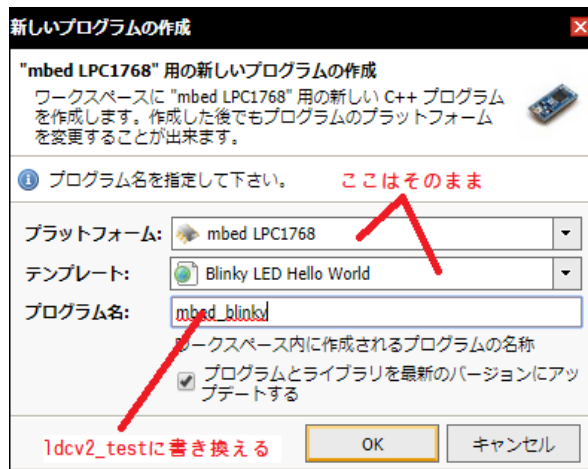 新しいプログラムの作成
"mbed LPC1768" 用の新しいプログラムの作成
ワークスペースに "mbed LPC1768" 用の新しい C++ プログラム
を作成します。作成した後でもプログラムのプラットフォーム
を変更することが出来ます。
プログラム名を指定して下さい。
ここはそのまま
プラットフォーム: mbed LPC1768
テンプレート: Blinky LED Hello World
プログラム名: mbed_blinky
ワークスペース内に作成されるプログラムの名称
プログラムとライブラリを最新のバージョンにアッ
プデートする
ldcv2_testに書き換える
OK キャンセル